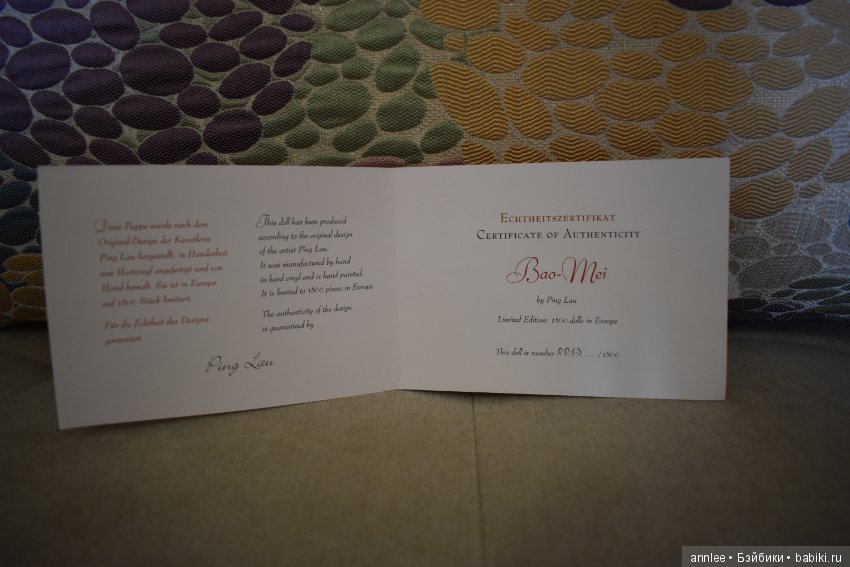 Diese Puppe wurde nach dem
Original-Design der Künstlerin
Ping Lau hergestellt, in Handarbeit
aus Hartvinyl angefertigt und von
Hand bemalt. Sie ist in Europa
auf 1800 Stück limitiert.
Für die Echtheit des Designs
garantiert
This doll has been produced
according to the original design
of the artist Ping Lau.
It was manufactured by hand
in hard vinyl and is hand painted.
It is limited to 1800 pieces in Europe.
The authenticity of the design
is guaranteed by
Ping Lau
Echtheitszertifikat
Certificate of Authenticity
Bao-Mei
by Ping Lau
Limited Edition: 1800 dolls in Europe
This doll is number ... /1800
annlee • Бэйбики • babiki.ru